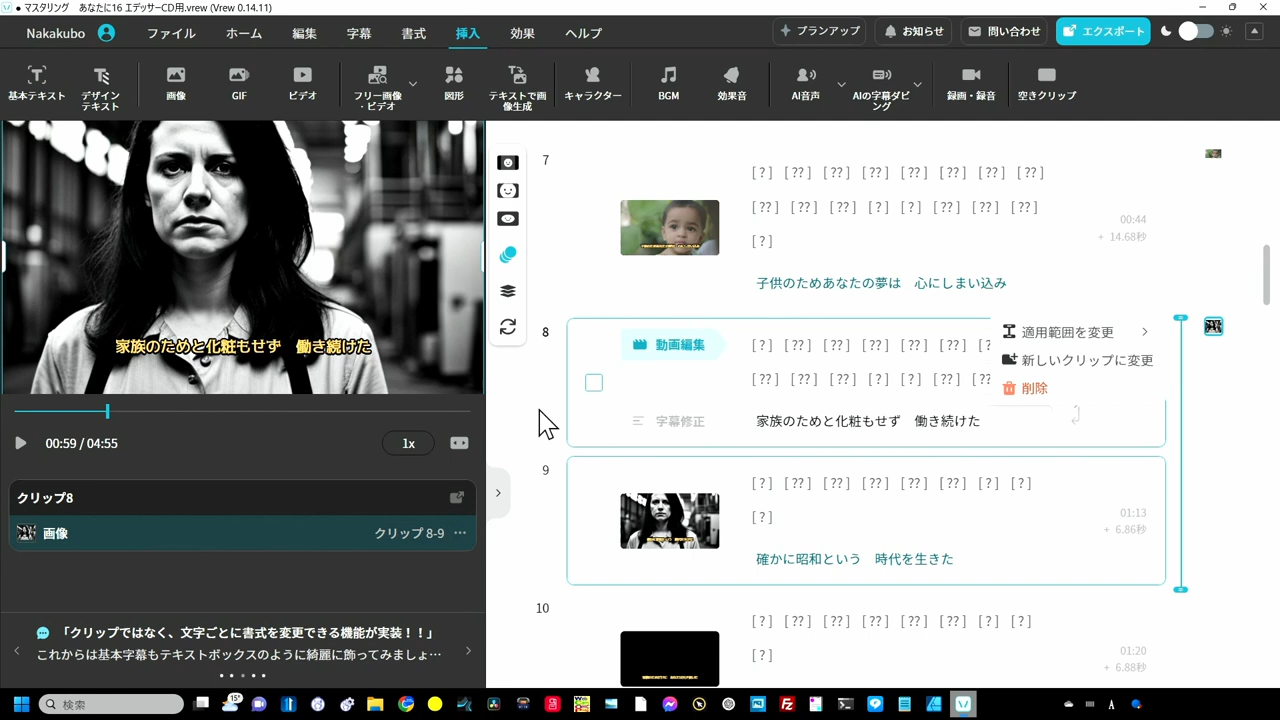 ● マスタリング　あなたに16 エデッサーCD用.vrew (Vrew 0.14.11)
Nakakubo ファイル ホーム 編集 字幕 書式 挿入 効果 ヘルプ プランアップ お知らせ 問い合わせ エクスポート
基本テキスト デザインテキスト 画像 GIF ビデオ フリー画像・ビデオ 図形 テキストで画像生成 キャラクター BGM 効果音 AI音声 AIの字幕ダビング 録画・録音 空きクリップ
家族のためと化粧もせず　働き続けた
00:59 / 04:55 1x
クリップ8
画像 クリップ 8-9 ···
「クリップではなく、文字ごとに書式を変更できる機能が実装！！」
これからは基本字幕もテキストボックスのように綺麗に飾ってみましょ…
7
[?] [??] [??] [??] [??] [??] [??] [??]
[??] [??] [??] [?] [?] [??] [??] [??]
[?]
00:44
+ 14.68秒
子供のためあなたの夢は　心にしまい込み
8
動画編集
[?] [??] [??] [??] [??] [??] [?
[??] [??] [??] [?] [?] [??] [??]
適用範囲を変更
新しいクリップに変更
削除
字幕修正 家族のためと化粧もせず　働き続けた
9
[?] [??] [??] [??] [??] [??] [?] [?]
[?]
01:13
+ 6.86秒
確かに昭和という　時代を生きた
10
[?] [??] [??] [??] [??] [??] [?] [?]
[?]
01:20
+ 6.88秒
検索
15°